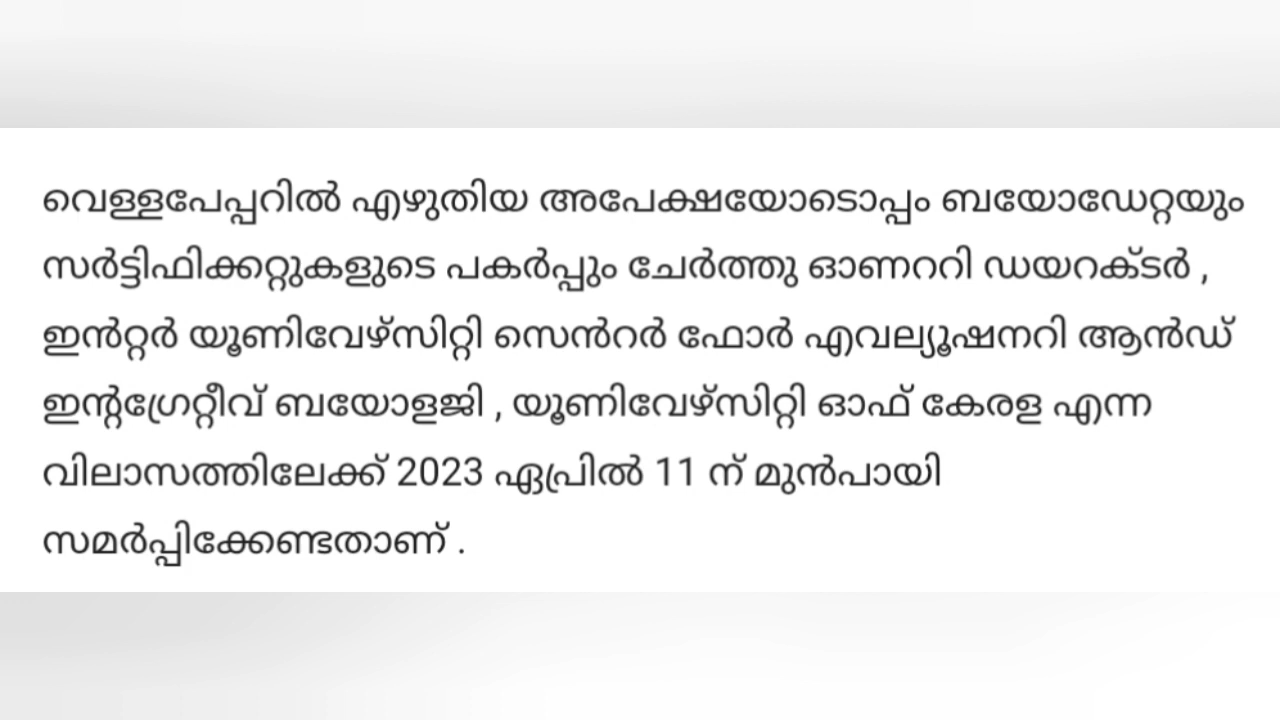 വെള്ളപേപ്പറിൽ എഴുതിയ അപേക്ഷയോടൊപ്പം ബയോഡേറ്റയും
സർട്ടിഫിക്കറ്റുകളുടെ പകർപ്പും ചേർത്തു ഓണററി ഡയറക്ടർ ,
ഇൻറ്റർ യൂണിവേഴ്സിറ്റി സെൻറർ ഫോർ എവല്യൂഷനറി ആൻഡ്
ഇന്റഗ്രേറ്റീവ് ബയോളജി , യൂണിവേഴ്സിറ്റി ഓഫ് കേരള എന്ന
വിലാസത്തിലേക്ക് 2023 ഏപ്രിൽ 11 ന് മുൻപായി
സമർപ്പിക്കേണ്ടതാണ് .